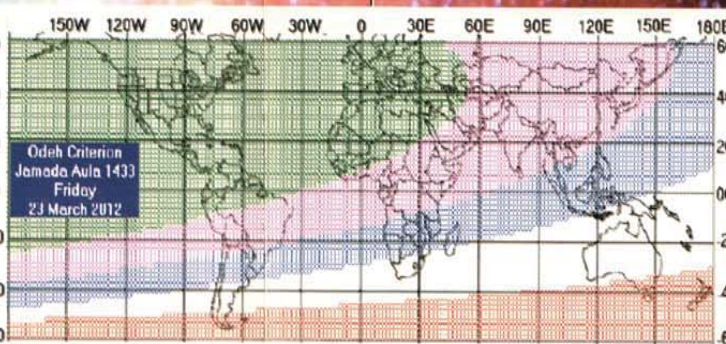 150W 120W 90W 60W 30W 0 30E 60E 90E 120E 150E 180E
Odeh Criterion
Jamada Aula 1433
Friday
23 March 2012